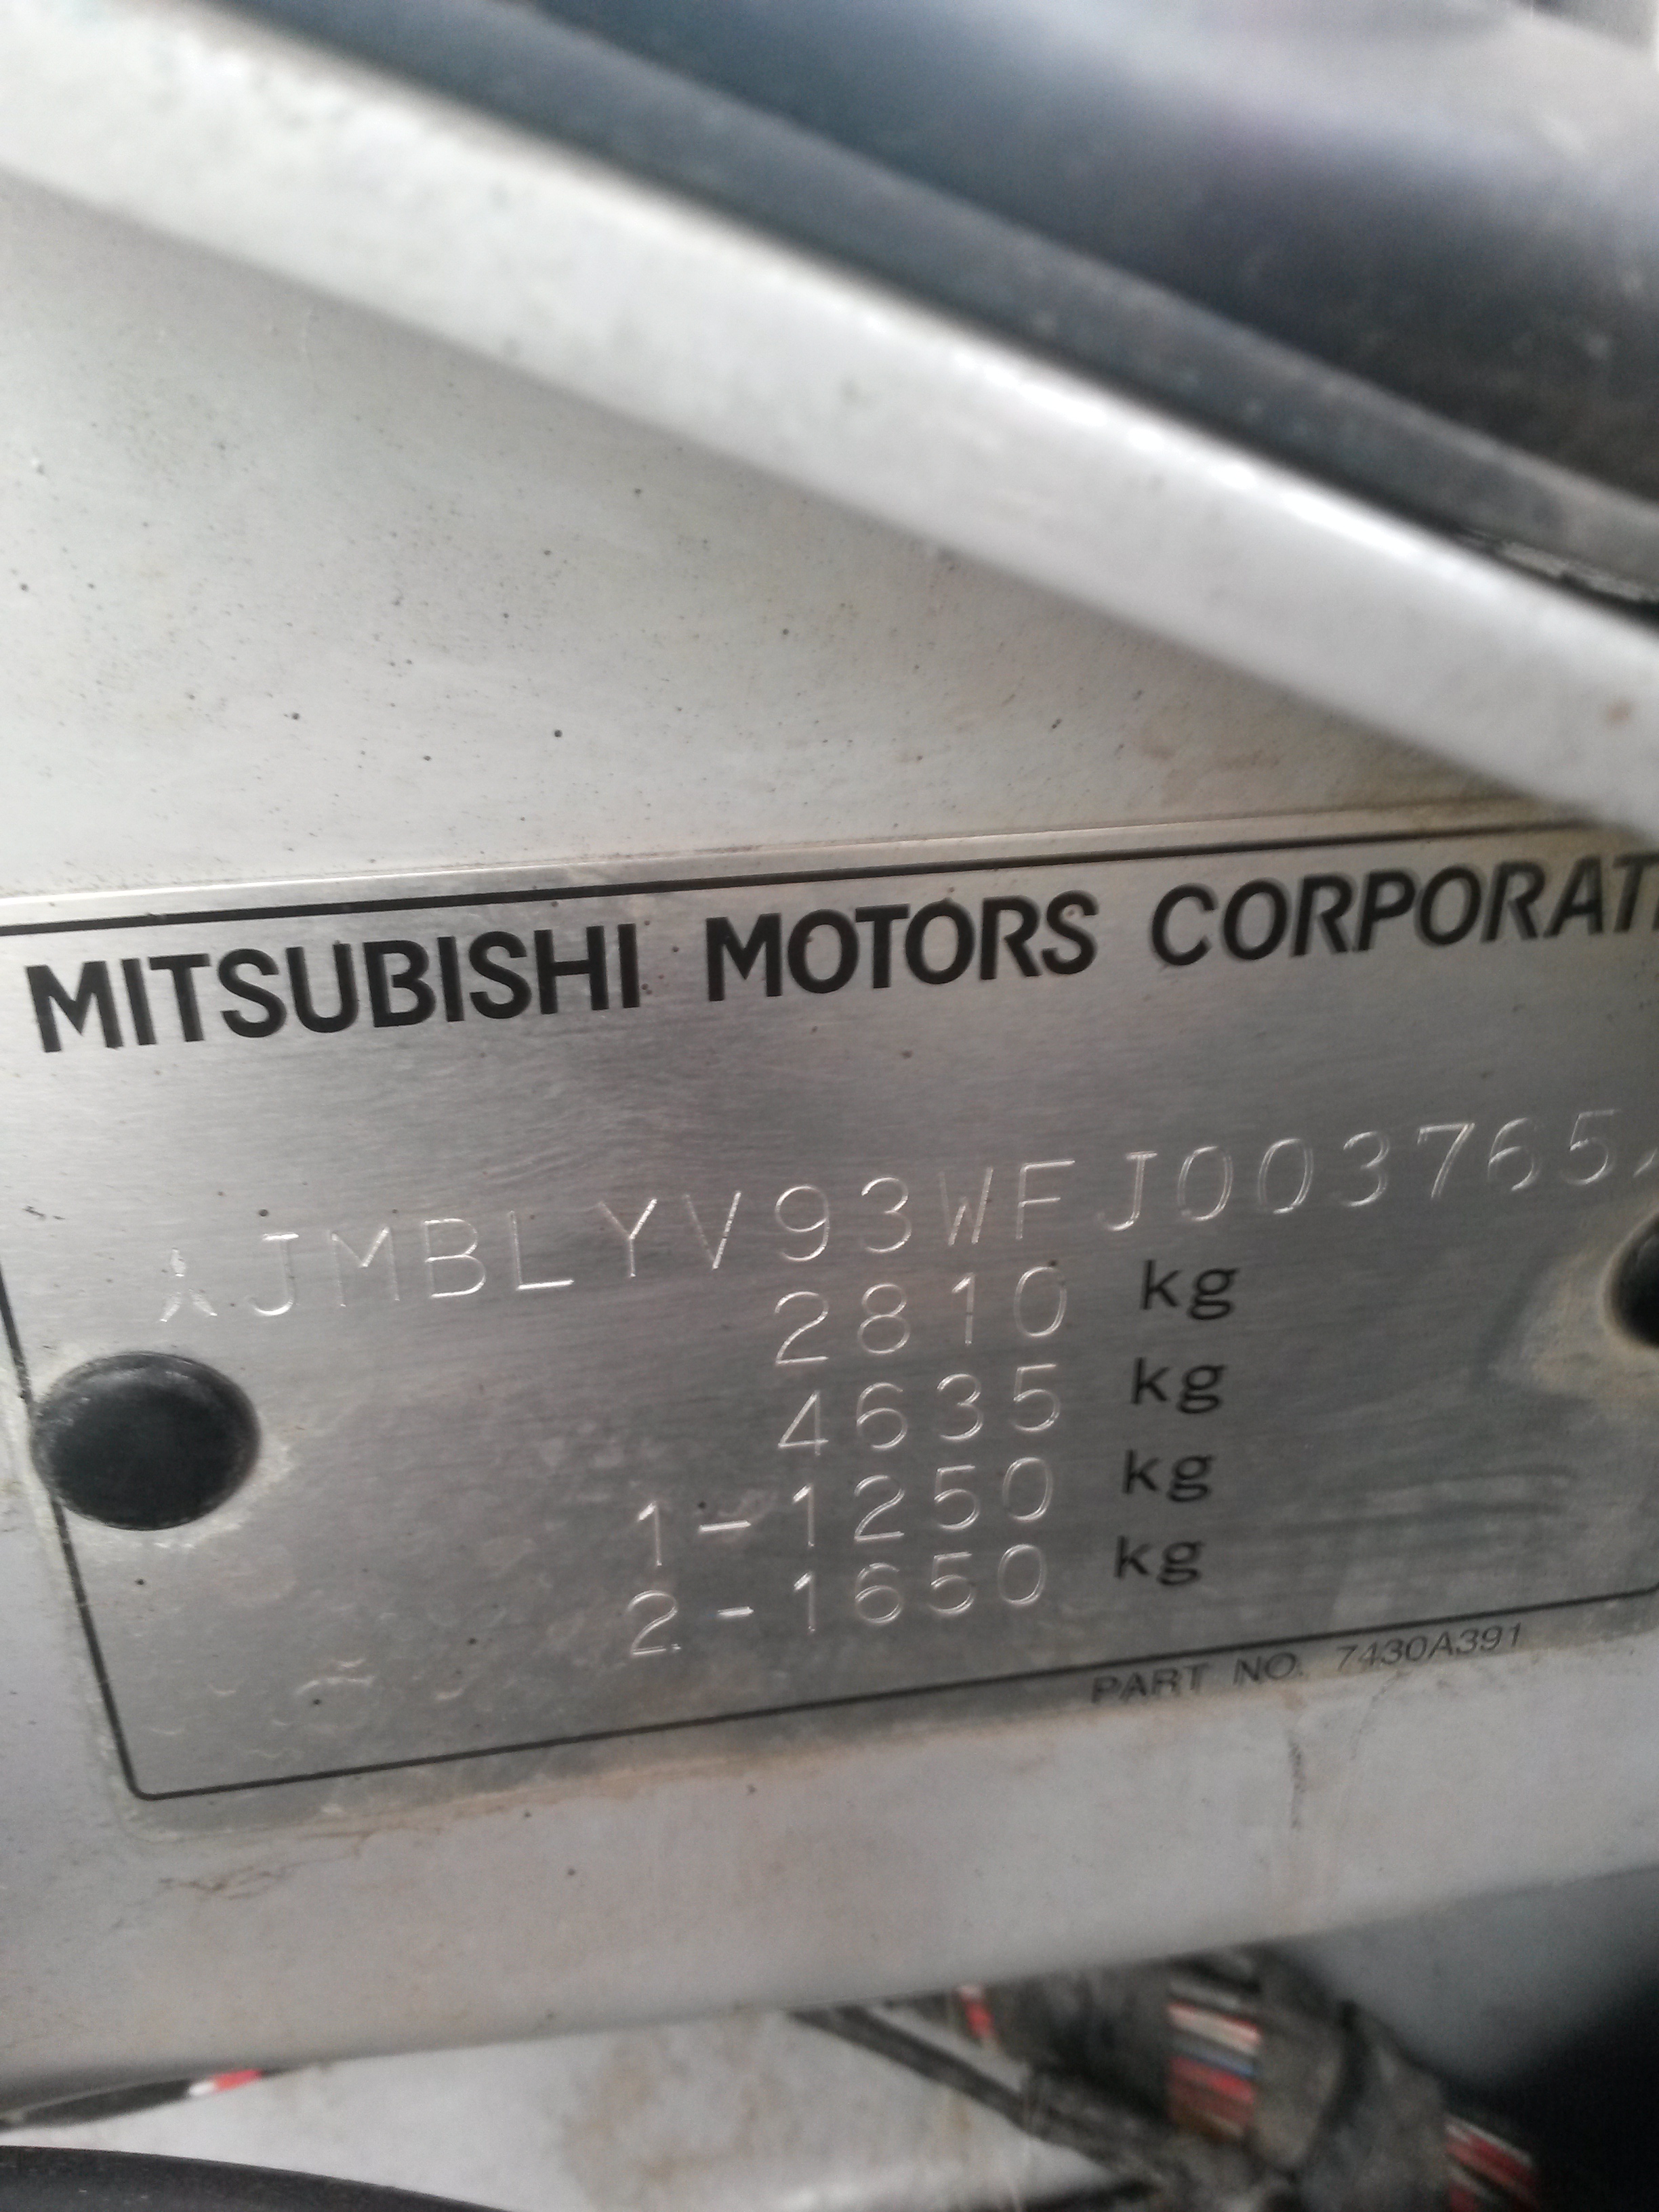 MITSUBISHI MOTORS CORPORAT
JMBLYV93WFJ003765
2810 kg
4635 kg
1-1250 kg
2-1650 kg
PART NO. 7430A391